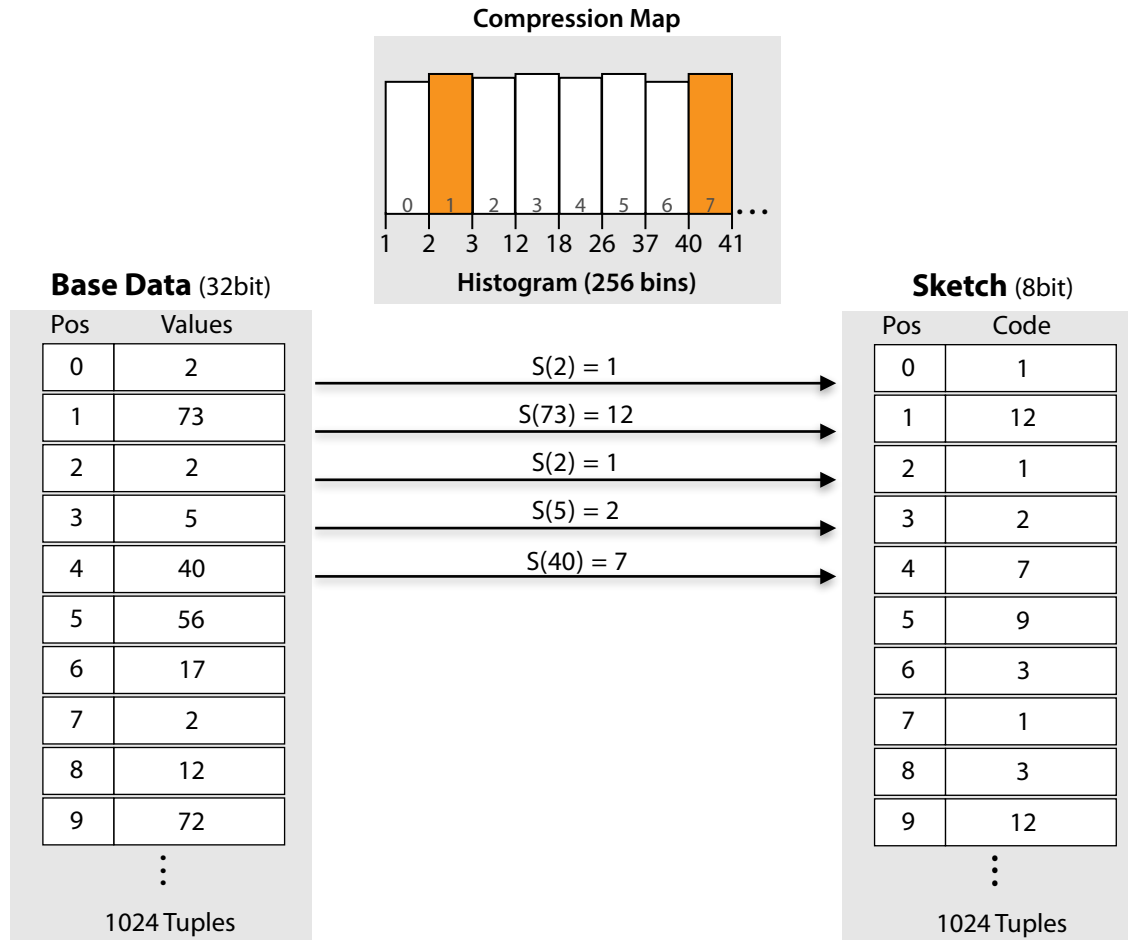 Compression Map
0 1 2 3 4 5 6 7 ...
1 2 3 12 18 26 37 40 41
Histogram (256 bins)
Base Data (32bit)
Pos Values
0 2
1 73
2 2
3 5
4 40
5 56
6 17
7 2
8 12
9 72
⋮
1024 Tuples
S(2) = 1
S(73) = 12
S(2) = 1
S(5) = 2
S(40) = 7
Sketch (8bit)
Pos Code
0 1
1 12
2 1
3 2
4 7
5 9
6 3
7 1
8 3
9 12
⋮
1024 Tuples